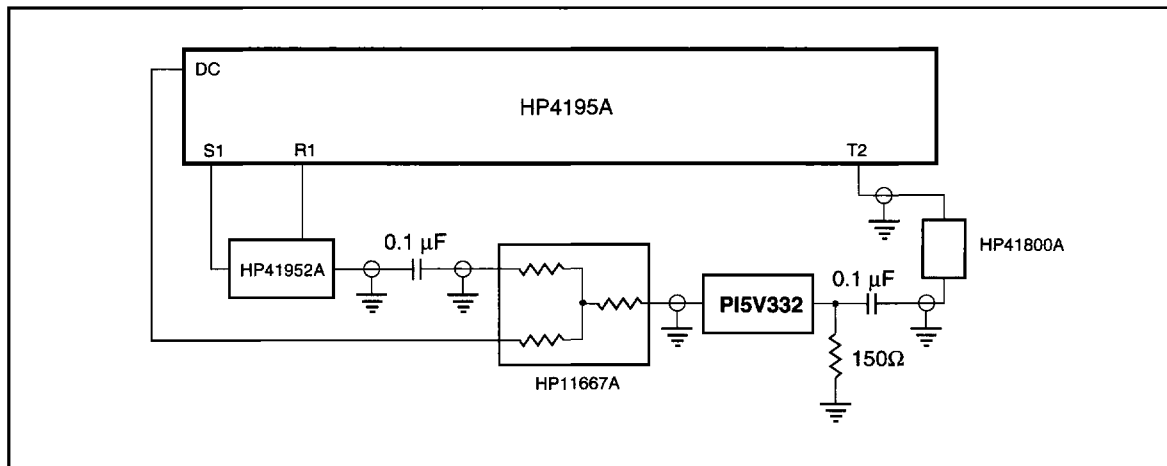 DC
HP4195A
S1
R1
T2
HP41952A
0.1 µF
HP11667A
PI5V332
0.1 µF
150Ω
HP41800A